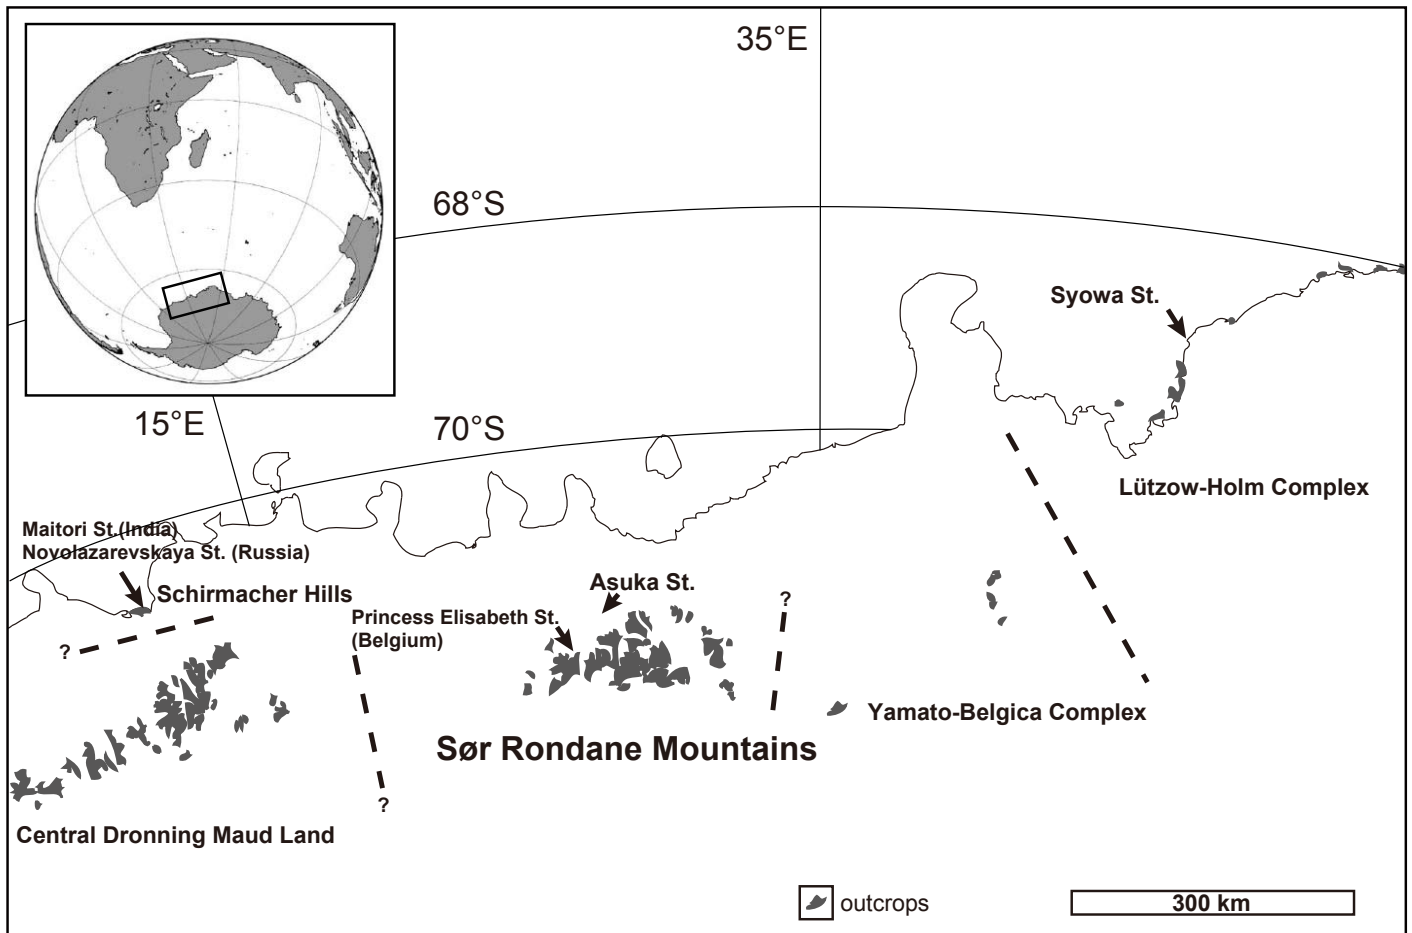 35°E
68°S
Syowa St.
15°E
70°S
Lützow-Holm Complex
Maitori St.(India)
Novolazarevskaya St. (Russia)
Schirmacher Hills
Asuka St.
?
Princess Elisabeth St.
(Belgium)
?
Yamato-Belgica Complex
Sør Rondane Mountains
?
Central Dronning Maud Land
outcrops
300 km